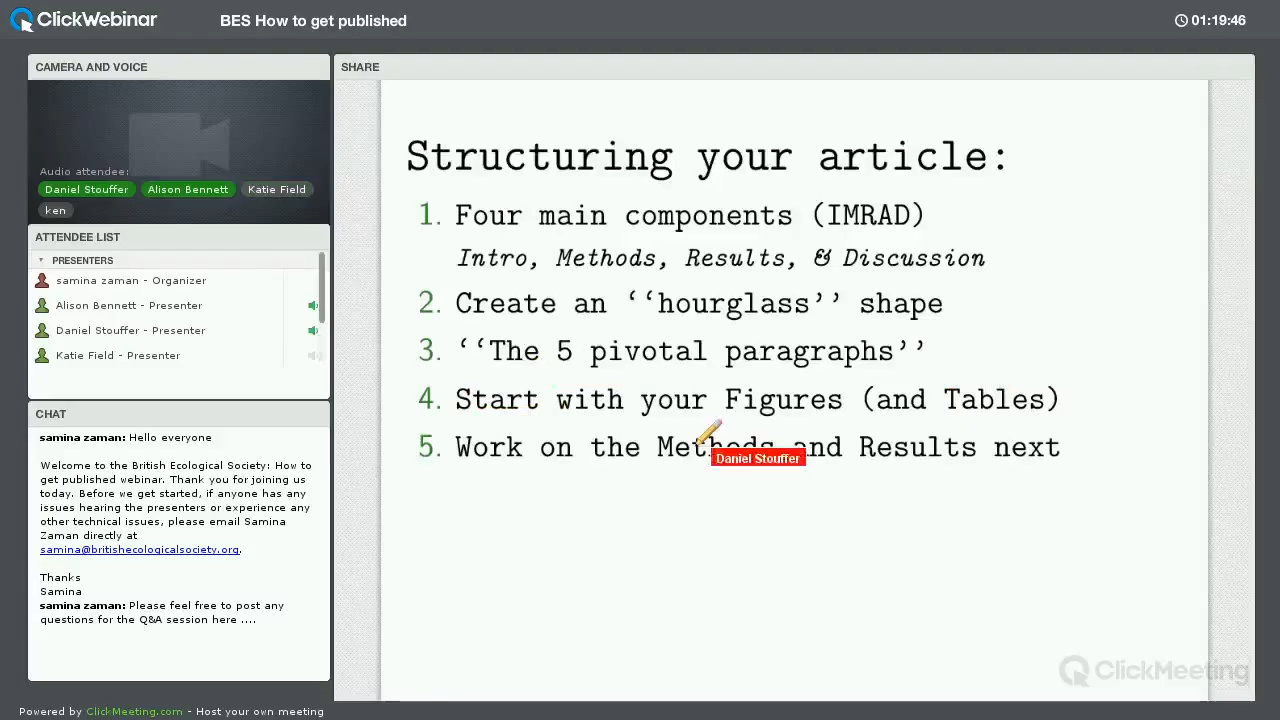 ClickWebinar
BES How to get published
01:19:46
CAMERA AND VOICE
Audio attendee:
Daniel Stouffer
Alison Bennett
Katie Field
ken
ATTENDEE LIST
PRESENTERS
samina zaman - Organizer
Alison Bennett - Presenter
Daniel Stouffer - Presenter
Katie Field - Presenter
CHAT
samina zaman: Hello everyone
Welcome to the British Ecological Society: How to
get published webinar. Thank you for joining us
today. Before we get started, if anyone has any
issues hearing the presenters or experience any
other technical issues, please email Samina
Zaman directly at
samina@britishecologicalsociety.org.
Thanks
Samina
samina zaman: Please feel free to post any
questions for the Q&A session here ....
SHARE
Structuring your article:
1. Four main components (IMRAD)
Intro, Methods, Results, & Discussion
2. Create an ‘‘hourglass’’ shape
3. ‘‘The 5 pivotal paragraphs’’
4. Start with your Figures (and Tables)
5. Work on the Methods and Results next
Daniel Stouffer
ClickMeeting
Powered by ClickMeeting.com - Host your own meeting